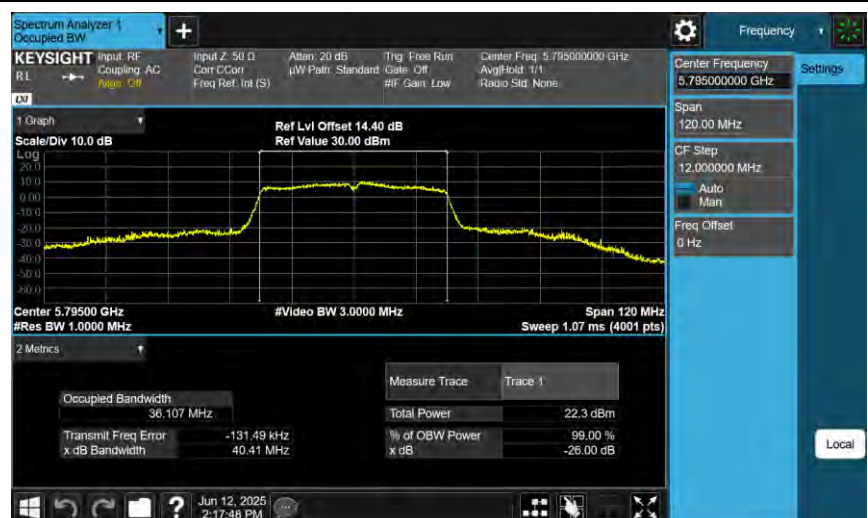 Spectrum Analyzer 1
Occupied BW
+
Frequency
KEYSIGHT
RL
LXI
Input: RF
Coupling: AC
Align: Off
Input Z: 50 Ω
Corr CCorr
Freq Ref: Int (S)
Atten: 20 dB
µW Path: Standard
Trig: Free Run
Gate: Off
#IF Gain: Low
Center Freq: 5.795000000 GHz
Avg|Hold: 1/1
Radio Std: None
1 Graph
Scale/Div 10.0 dB
Ref Lvl Offset 14.40 dB
Ref Value 30.00 dBm
Log
20.0
10.0
0.00
-10.0
-20.0
-30.0
-40.0
-50.0
-60.0
Center 5.79500 GHz
#Res BW 1.0000 MHz
#Video BW 3.0000 MHz
Span 120 MHz
Sweep 1.07 ms (4001 pts)
2 Metrics
Measure Trace
Trace 1
Occupied Bandwidth
36.107 MHz
Total Power
22.3 dBm
Transmit Freq Error
-131.49 kHz
% of OBW Power
99.00 %
x dB Bandwidth
40.41 MHz
x dB
-26.00 dB
?
Jun 12, 2025
2:17:48 PM
Center Frequency
5.795000000 GHz
Settings
Span
120.00 MHz
CF Step
12.000000 MHz
Auto
Man
Freq Offset
0 Hz
Local